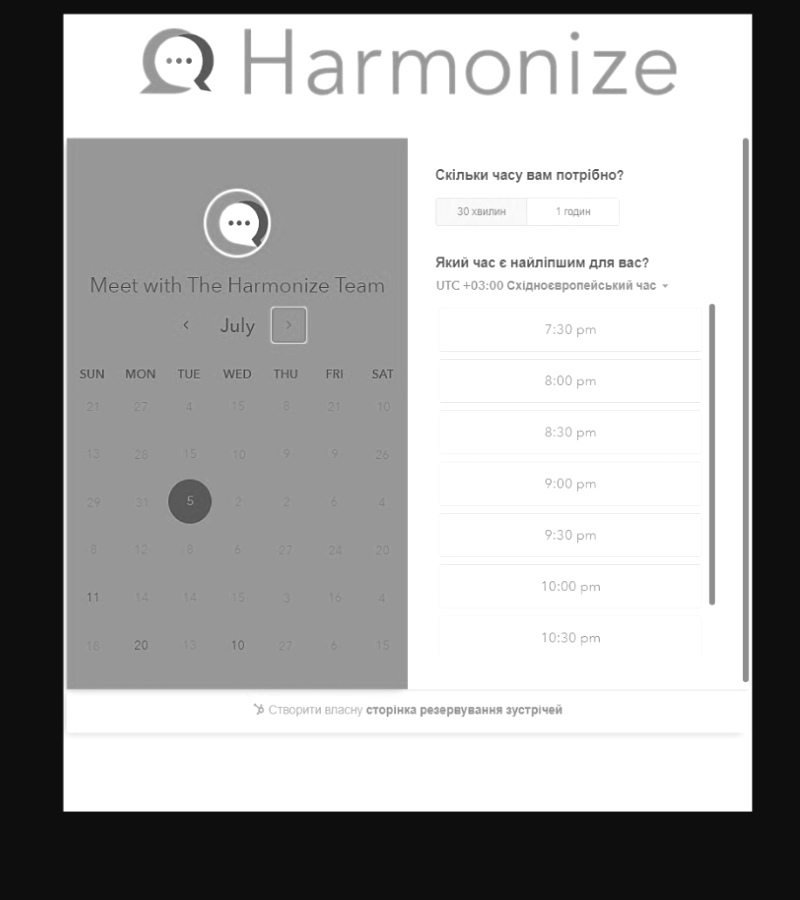 Harmonize
Meet with The Harmonize Team
July
SUN MON TUE WED THU FRI SAT
21 27 4 15 8 21 10
13 28 15 10 9 9 26
29 31 5 2 2 6 4
8 12 8 6 27 24 20
11 14 14 15 3 16 4
18 20 13 10 27 6 15
Скільки часу вам потрібно?
30 хвилин 1 годин
Який час є найліпшим для вас?
UTC +03:00 Східноєвропейський час
7:30 pm
8:00 pm
8:30 pm
9:00 pm
9:30 pm
10:00 pm
10:30 pm
Створити власну сторінка резервування зустрічей